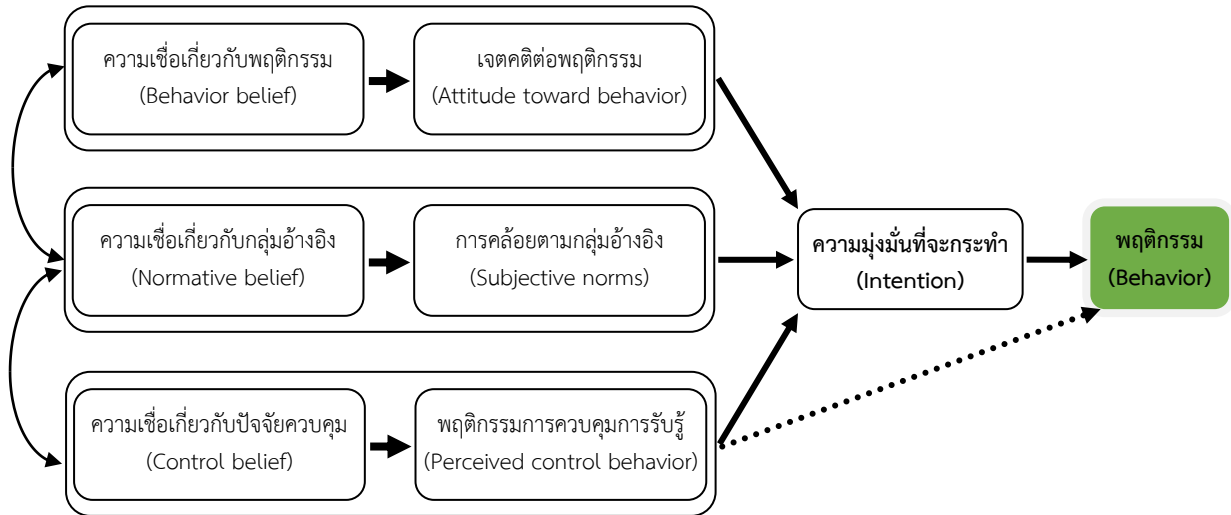 ความเชื่อเกี่ยวกับพฤติกรรม
(Behavior belief)
เจตคติต่อพฤติกรรม
(Attitude toward behavior)
ความเชื่อเกี่ยวกับกลุ่มอ้างอิง
(Normative belief)
การคล้อยตามกลุ่มอ้างอิง
(Subjective norms)
ความมุ่งมั่นที่จะกระทำ
(Intention)
พฤติกรรม
(Behavior)
ความเชื่อเกี่ยวกับปัจจัยควบคุม
(Control belief)
พฤติกรรมการควบคุมการรับรู้
(Perceived control behavior)